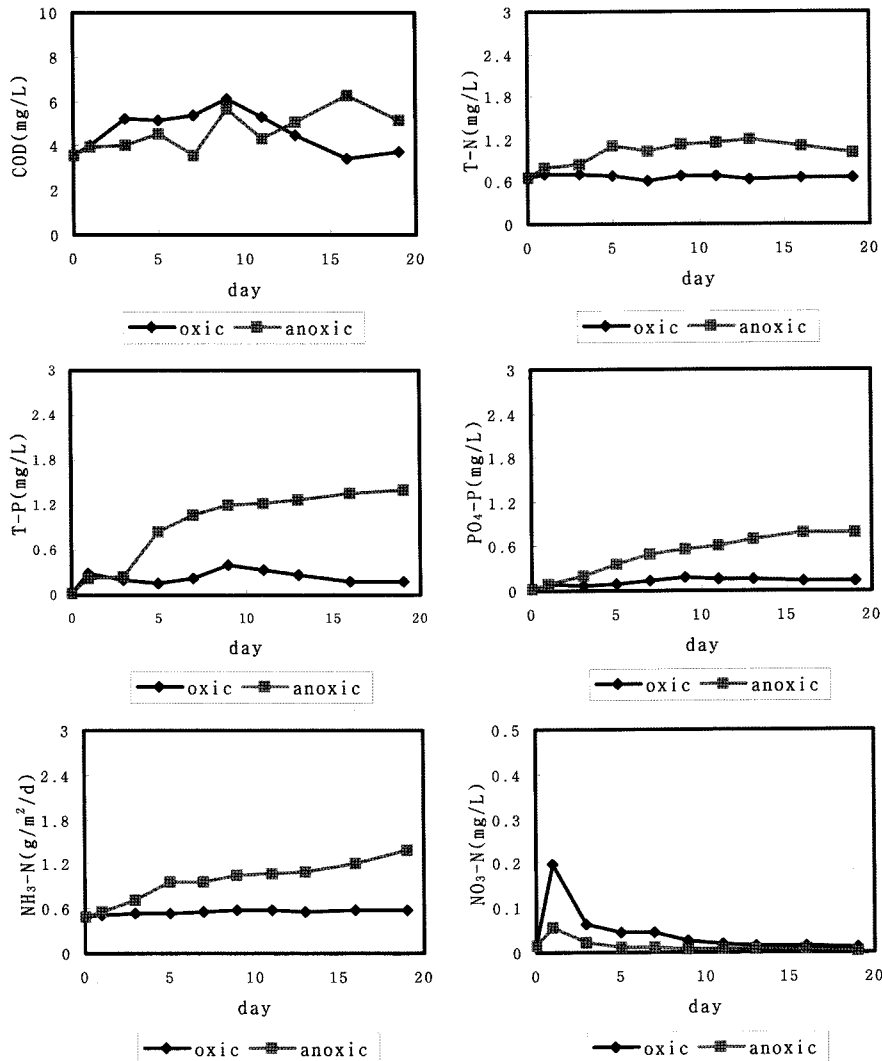 COD(mg/L)
10
8
6
4
2
0
0 5 10 15 20
day
oxic anoxic
T-N(mg/L)
3
2.4
1.8
1.2
0.6
0
0 5 10 15 20
day
oxic anoxic
T-P(mg/L)
3
2.4
1.8
1.2
0.6
0
0 5 10 15 20
day
oxic anoxic
PO₄-P(mg/L)
3
2.4
1.8
1.2
0.6
0
0 5 10 15 20
day
oxic anoxic
NH₃-N(g/m²/d)
3
2.4
1.8
1.2
0.6
0
0 5 10 15 20
day
oxic anoxic
NO₃-N(mg/L)
0.5
0.4
0.3
0.2
0.1
0
0 5 10 15 20
day
oxic anoxic